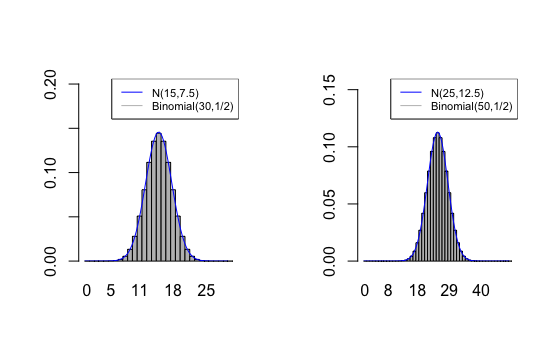 N(15,7.5)
Binomial(30,1/2)
0.00 0.10 0.20
0 5 11 18 25
N(25,12.5)
Binomial(50,1/2)
0.00 0.05 0.10 0.15
0 8 18 29 40